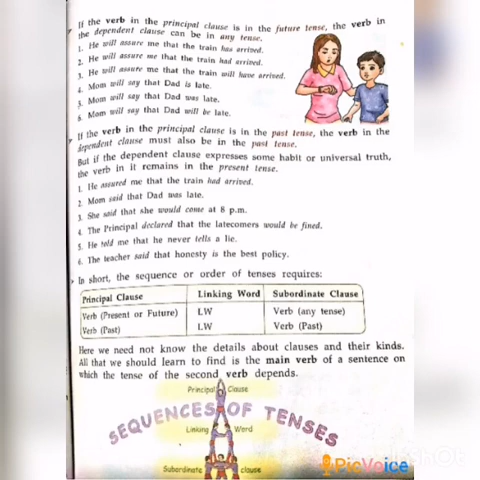 If the verb in the principal clause is in the future tense, the verb in
the dependent clause can be in any tense.
1. He will assure me that the train has arrived.
2. He will assure me that the train had arrived.
3. He will assure me that the train will have arrived.
4. Mom will say that Dad is late.
5. Mom will say that Dad was late.
6. Mom will say that Dad will be late.
If the verb in the principal clause is in the past tense, the verb in the
dependent clause must also be in the past tense.
But if the dependent clause expresses some habit or universal truth,
the verb in it remains in the present tense.
1. He assured me that the train had arrived.
2. Mom said that Dad was late.
3. She said that she would come at 8 p.m.
4. The Principal declared that the latecomers would be fined.
5. He told me that he never tells a lie.
6. The teacher said that honesty is the best policy.
In short, the sequence or order of tenses requires:
Principal Clause Linking Word Subordinate Clause
Verb (Present or Future) LW Verb (any tense)
Verb (Past) LW Verb (Past)
Here we need not know the details about clauses and their kinds.
All that we should learn to find is the main verb of a sentence on
which the tense of the second verb depends.
Principal Clause
SEQUENCES OF TENSES
Linking Word
Subordinate clause
PicVoice